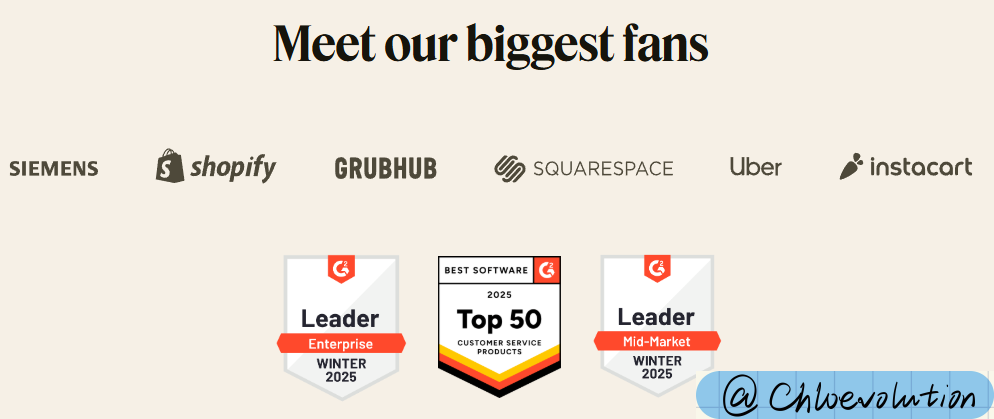 Meet our biggest fans
SIEMENS shopify GRUBHUB SQUARESPACE Uber instacart
G2
Leader
Enterprise
WINTER
2025
BEST SOFTWARE G2
2025
Top 50
CUSTOMER SERVICE
PRODUCTS
G2
Leader
Mid-Market
WINTER
2025
@ Chloevolution